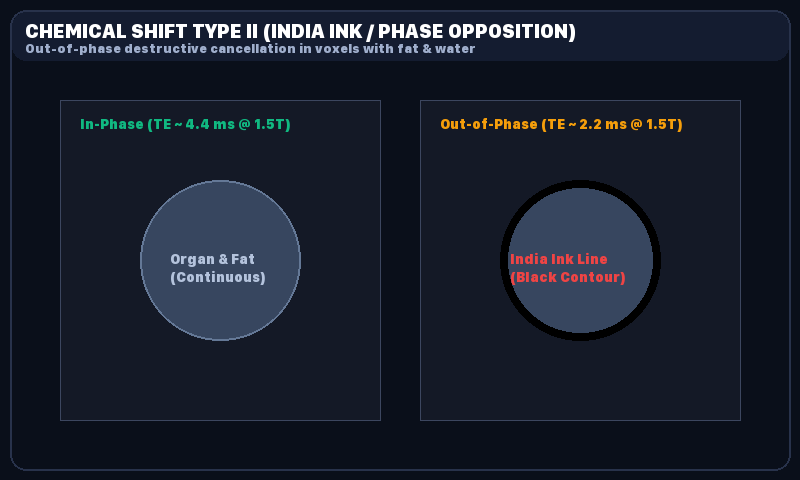 CHEMICAL SHIFT TYPE II (INDIA INK / PHASE OPPOSITION)
Out-of-phase destructive cancellation in voxels with fat & water
In-Phase (TE ~ 4.4 ms @ 1.5T)
Organ & Fat
(Continuous)
Out-of-Phase (TE ~ 2.2 ms @ 1.5T)
India Ink Line
(Black Contour)